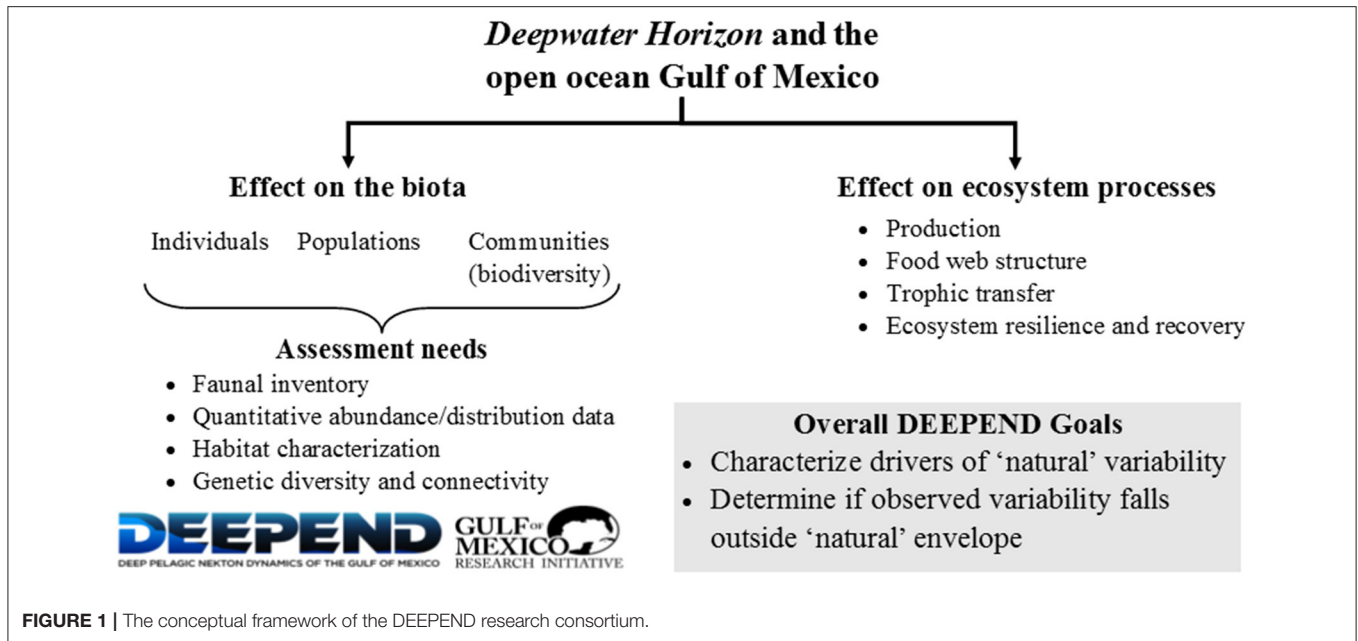 Deepwater Horizon and the
open ocean Gulf of Mexico
Effect on the biota
Individuals Populations Communities
(biodiversity)
Assessment needs
• Faunal inventory
• Quantitative abundance/distribution data
• Habitat characterization
• Genetic diversity and connectivity
DEEPEND
DEEP PELAGIC NEKTON DYNAMICS OF THE GULF OF MEXICO
GULF OF
MEXICO
RESEARCH INITIATIVE
Effect on ecosystem processes
• Production
• Food web structure
• Trophic transfer
• Ecosystem resilience and recovery
Overall DEEPEND Goals
• Characterize drivers of ‘natural’ variability
• Determine if observed variability falls
outside ‘natural’ envelope
FIGURE 1 | The conceptual framework of the DEEPEND research consortium.